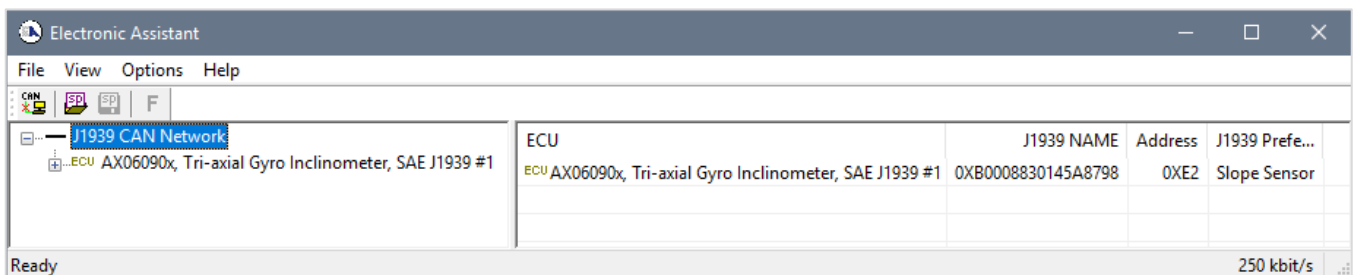 Electronic Assistant
File View Options Help
CAN SP SP F
J1939 CAN Network
ECU AX06090x, Tri-axial Gyro Inclinometer, SAE J1939 #1
ECU J1939 NAME Address J1939 Prefe...
ECU AX06090x, Tri-axial Gyro Inclinometer, SAE J1939 #1 0XB0008830145A8798 0XE2 Slope Sensor
Ready 250 kbit/s